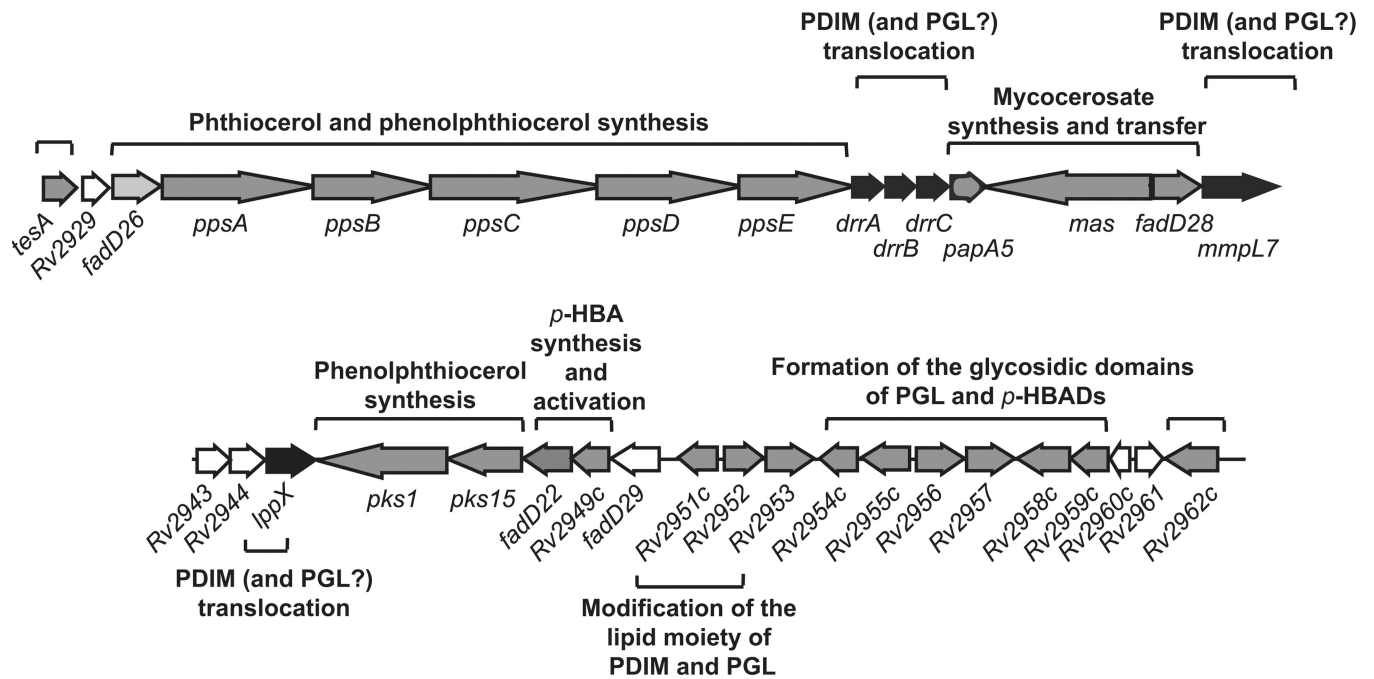 PDIM (and PGL?)
translocation
PDIM (and PGL?)
translocation
Mycocerosate
synthesis and transfer
Phthiocerol and phenolphthiocerol synthesis
tesA
Rv2929
fadD26
ppsA
ppsB
ppsC
ppsD
ppsE
drrA
drrB
drrC
papA5
mas
fadD28
mmpL7
Phenolphthiocerol
synthesis
p-HBA
synthesis
and
activation
Formation of the glycosidic domains
of PGL and p-HBADs
Rv2943
Rv2944
lppX
pks1
pks15
fadD22
Rv2949c
fadD29
Rv2951c
Rv2952
Rv2953
Rv2954c
Rv2955c
Rv2956
Rv2957
Rv2958c
Rv2959c
Rv2960c
Rv2961
Rv2962c
PDIM (and PGL?)
translocation
Modification of the
lipid moiety of
PDIM and PGL